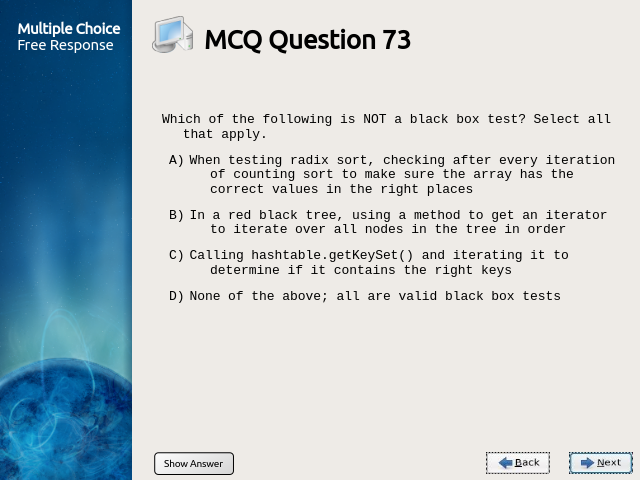 Multiple Choice
Free Response
MCQ Question 73
Which of the following is NOT a black box test? Select all
that apply.
A) When testing radix sort, checking after every iteration
of counting sort to make sure the array has the
correct values in the right places
B) In a red black tree, using a method to get an iterator
to iterate over all nodes in the tree in order
C) Calling hashtable.getKeySet() and iterating it to
determine if it contains the right keys
D) None of the above; all are valid black box tests
Show Answer
Back
Next